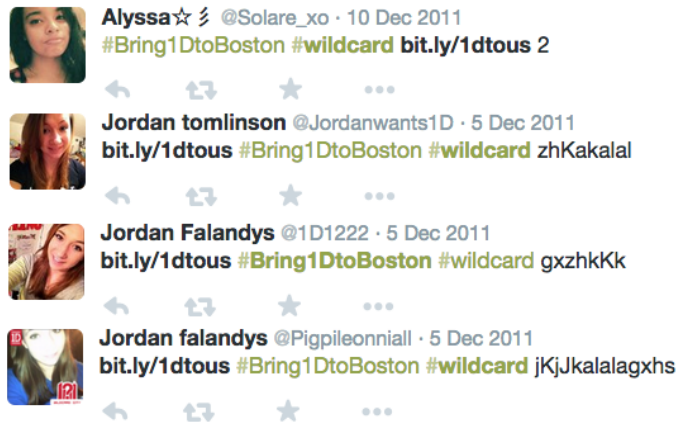 Alyssa☆彡 @Solare_xo · 10 Dec 2011
#Bring1DtoBoston #wildcard bit.ly/1dtous 2
Jordan tomlinson @Jordanwants1D · 5 Dec 2011
bit.ly/1dtous #Bring1DtoBoston #wildcard zhKakalal
Jordan Falandys @1D1222 · 5 Dec 2011
bit.ly/1dtous #Bring1DtoBoston #wildcard gxzhkKk
Jordan falandys @Pigpileonniall · 5 Dec 2011
bit.ly/1dtous #Bring1DtoBoston #wildcard jKjJkalalagxhs
1D